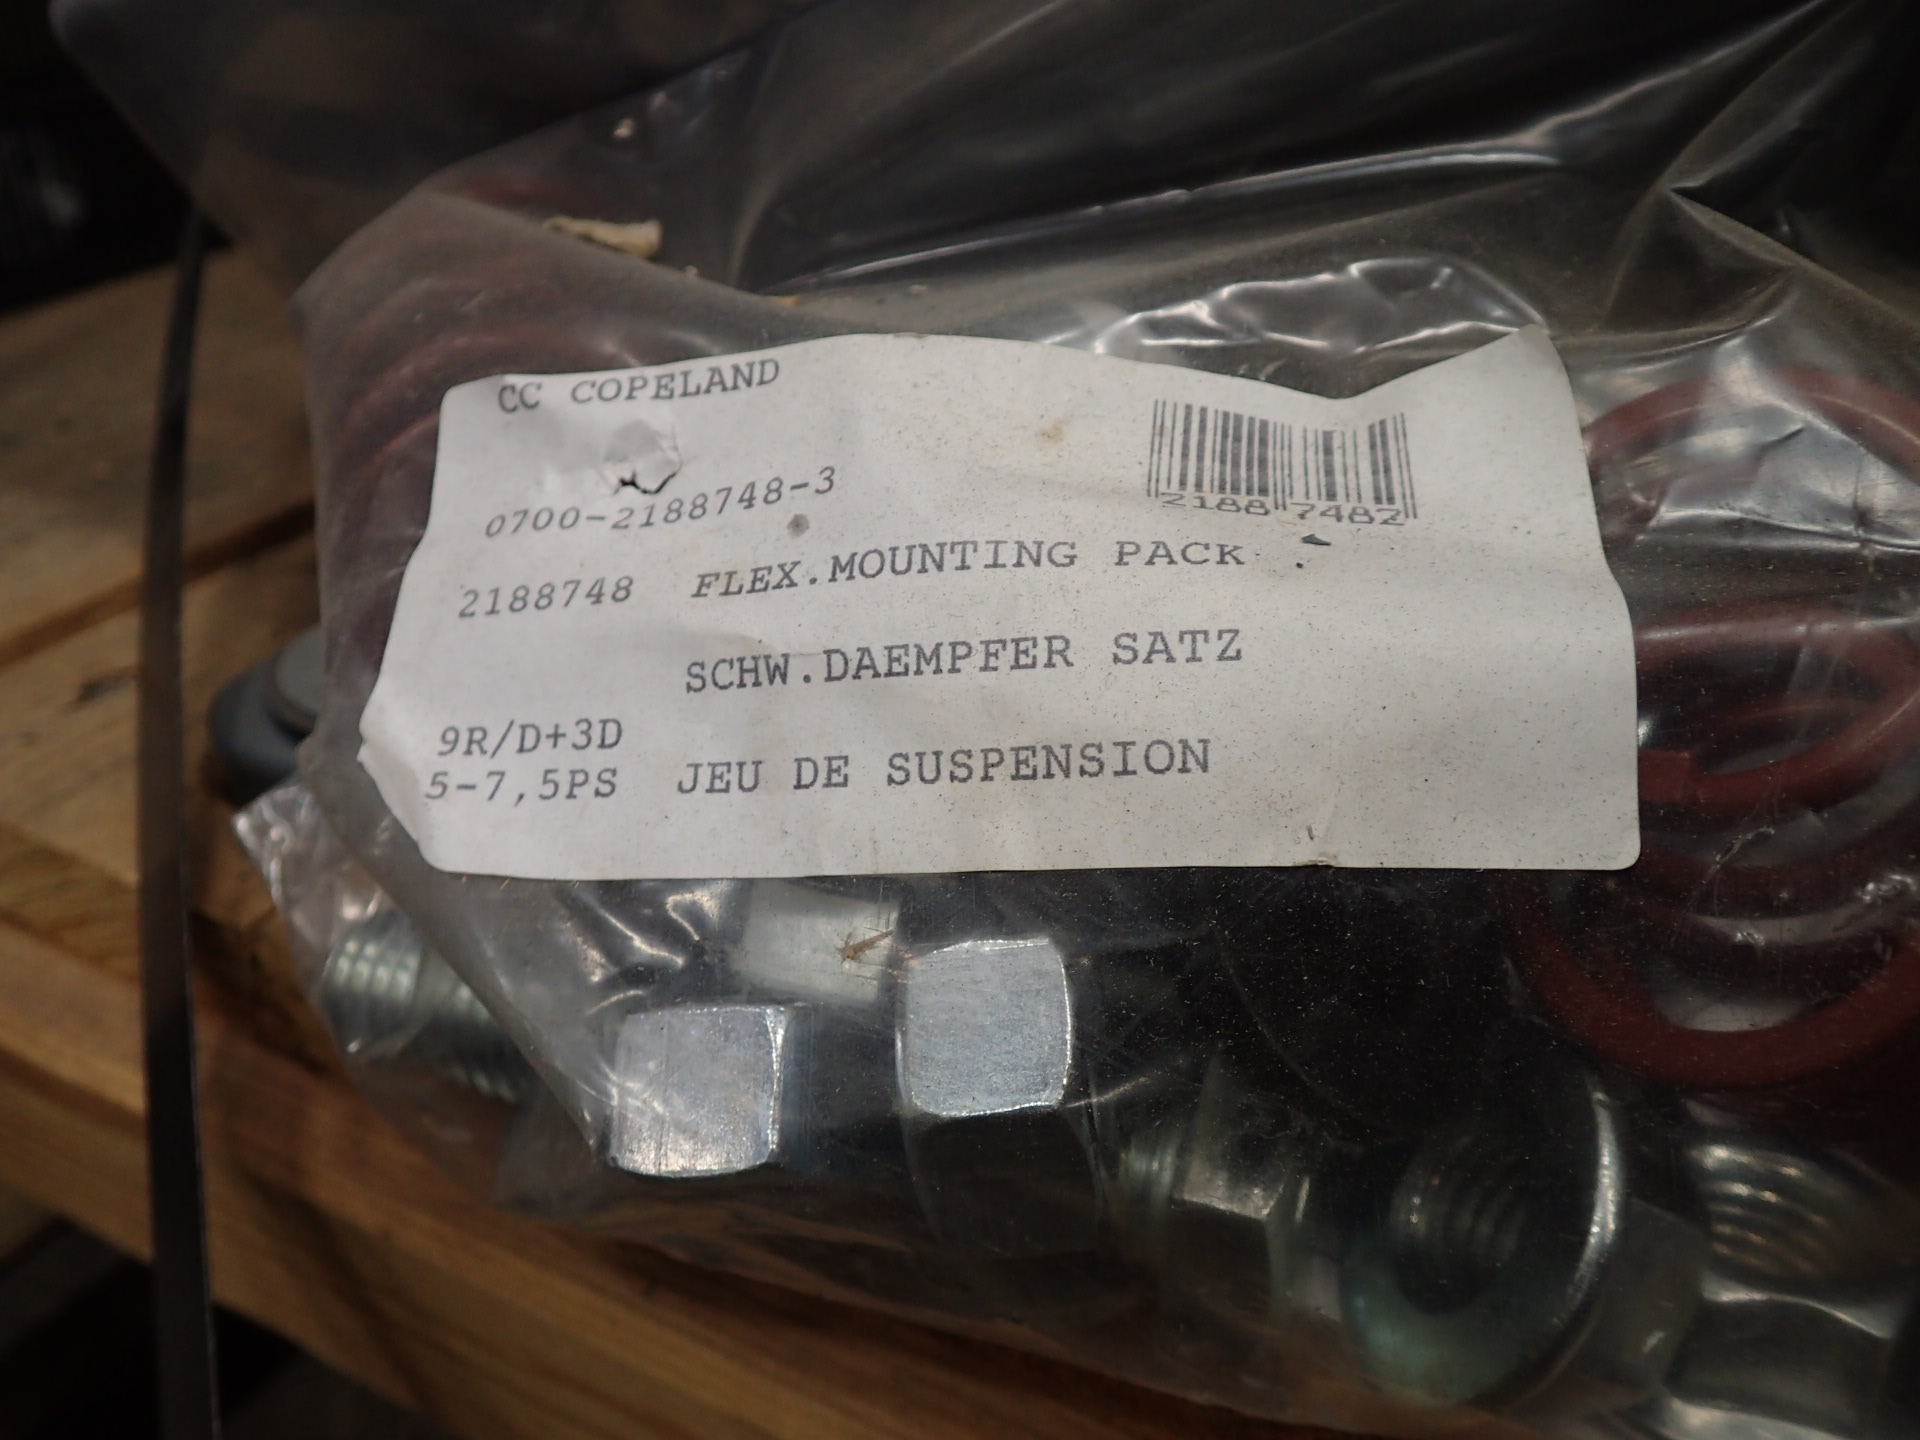 CC COPELAND
0700-2188748-3
2188 7482
2188748 FLEX.MOUNTING PACK
SCHW.DAEMPFER SATZ
9R/D+3D
5-7,5PS JEU DE SUSPENSION